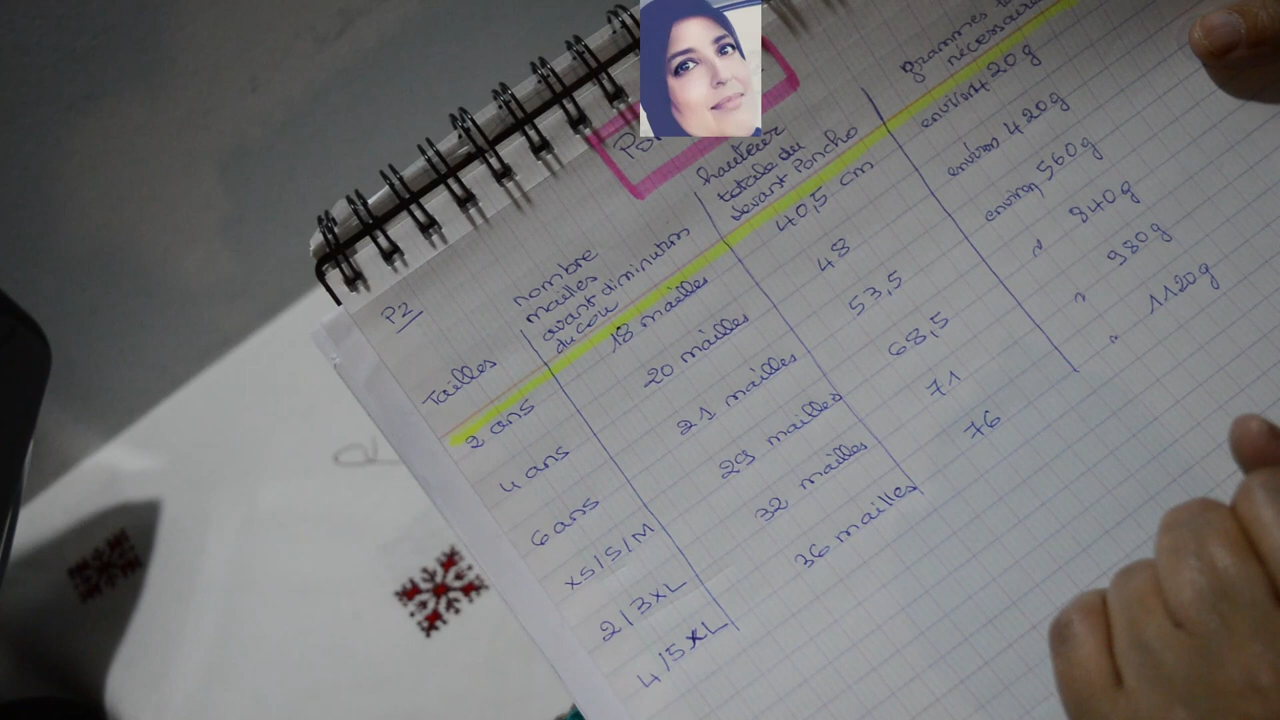 P2
Tailles
nombre
mailles
avant diminution
du cou
hauteur
totale du
devant Poncho
grammes
nécessaire
2 ans 18 mailles 40,5 cm environ 420g
4 ans 20 mailles 48 environ 420g
6 ans 21 mailles 53,5 environ 560g
XS/S/M 29 mailles 68,5 " 840g
2/3XL 32 mailles 71 " 980g
4/5XL 36 mailles 76 " 1120g